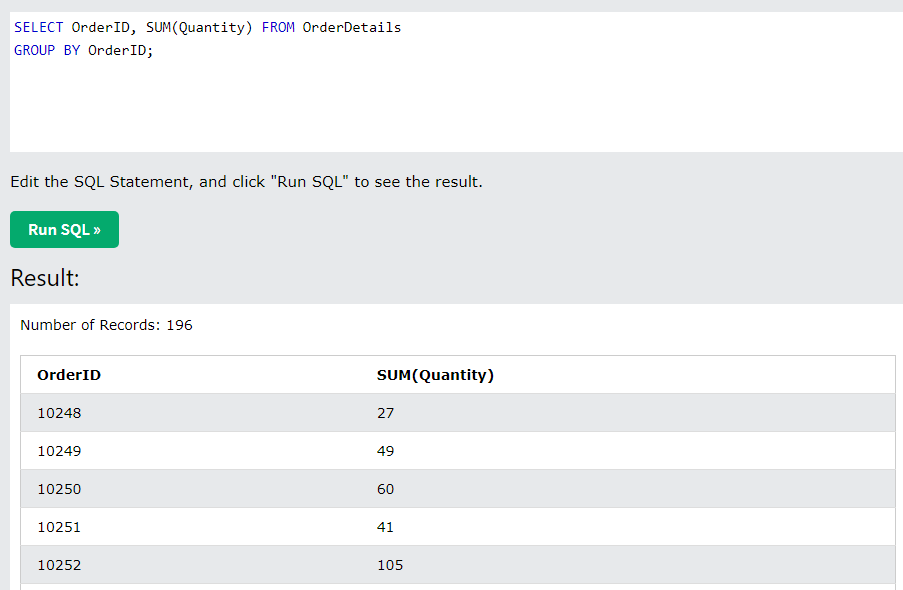 SELECT OrderID, SUM(Quantity) FROM OrderDetails
GROUP BY OrderID;
Edit the SQL Statement, and click "Run SQL" to see the result.
Run SQL »
Result:
Number of Records: 196
OrderID SUM(Quantity)
10248 27
10249 49
10250 60
10251 41
10252 105